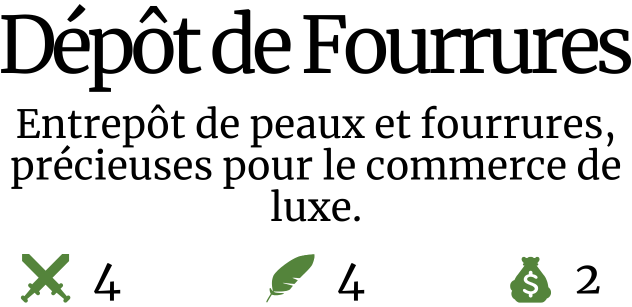 Dépôt de Fourrures
Entrepôt de peaux et fourrures,
précieuses pour le commerce de
luxe.
4 4 2